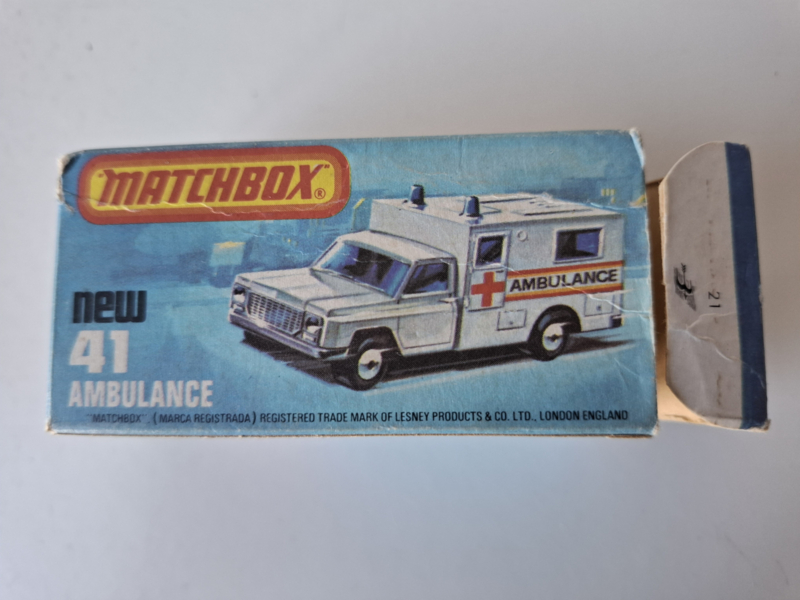 "MATCHBOX"®
new
41
AMBULANCE
AMBULANCE
"MATCHBOX" (MARCA REGISTRADA) REGISTERED TRADE MARK OF LESNEY PRODUCTS & CO. LTD., LONDON ENGLAND
21